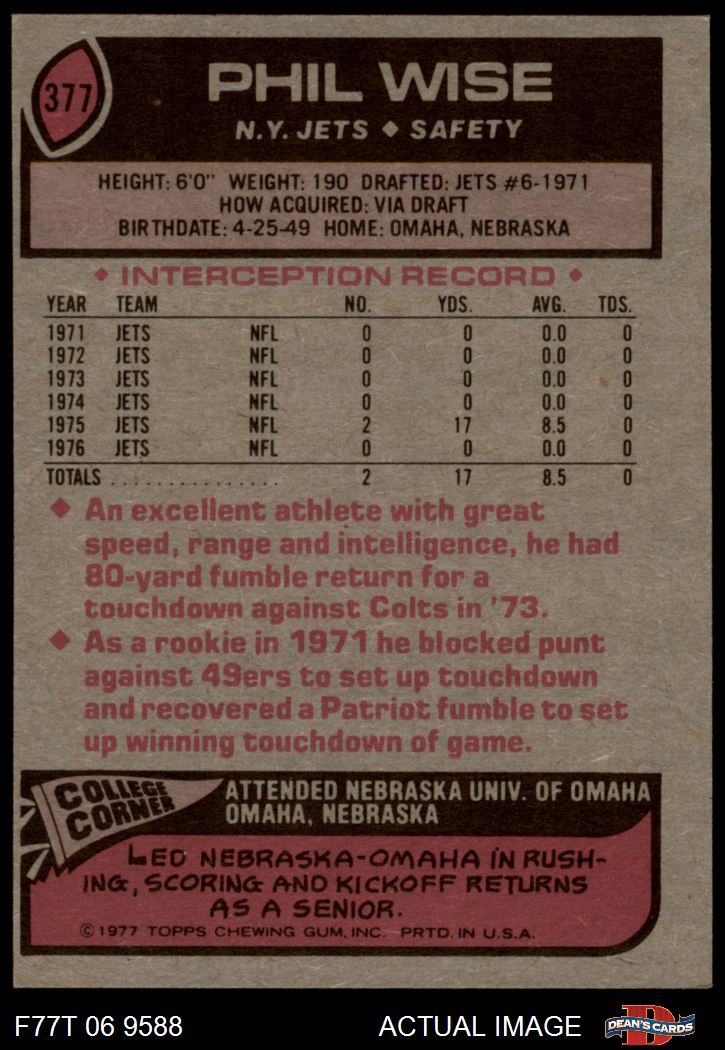 377
PHIL WISE
N.Y. JETS ◆ SAFETY
HEIGHT: 6'0" WEIGHT: 190 DRAFTED: JETS #6-1971
HOW ACQUIRED: VIA DRAFT
BIRTHDATE: 4-25-49 HOME: OMAHA, NEBRASKA
◆ INTERCEPTION RECORD ◆
YEAR TEAM NO. YDS. AVG. TDS.
1971 JETS NFL 0 0 0.0 0
1972 JETS NFL 0 0 0.0 0
1973 JETS NFL 0 0 0.0 0
1974 JETS NFL 0 0 0.0 0
1975 JETS NFL 2 17 8.5 0
1976 JETS NFL 0 0 0.0 0
TOTALS . . . . . . . . . . . . . . . 2 17 8.5 0
◆ An excellent athlete with great
speed, range and intelligence, he had
80-yard fumble return for a
touchdown against Colts in '73.
◆ As a rookie in 1971 he blocked punt
against 49ers to set up touchdown
and recovered a Patriot fumble to set
up winning touchdown of game.
COLLEGE
CORNER
ATTENDED NEBRASKA UNIV. OF OMAHA
OMAHA, NEBRASKA
LED NEBRASKA-OMAHA IN RUSH-
ING, SCORING AND KICKOFF RETURNS
AS A SENIOR.
©1977 TOPPS CHEWING GUM, INC. PRTD. IN U.S.A.
F77T 06 9588 ACTUAL IMAGE
D
DEAN'S CARDS